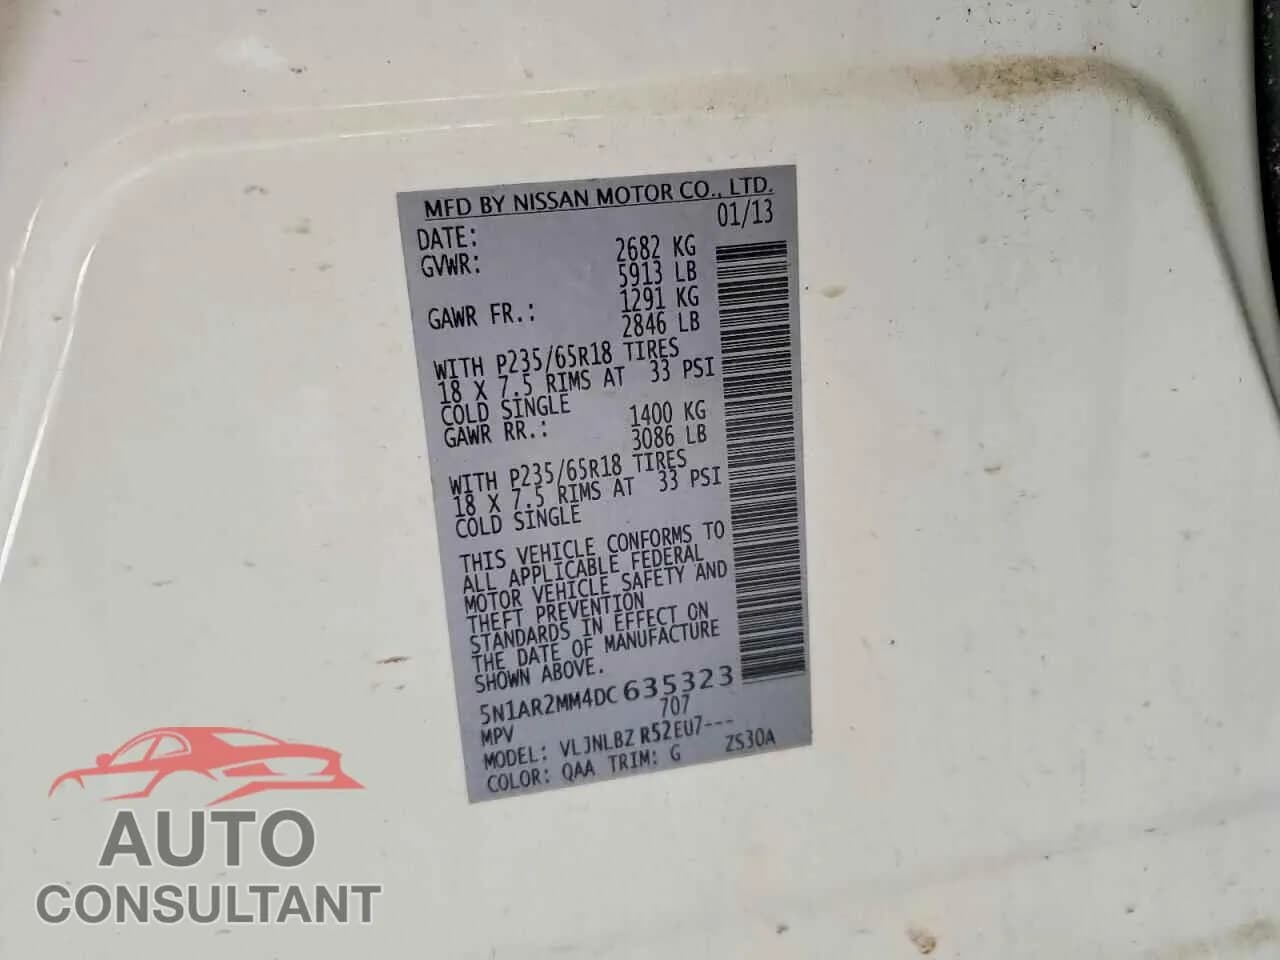 MFD BY NISSAN MOTOR CO., LTD.
DATE: 01/13
GVWR: 2682 KG
5913 LB
GAWR FR.: 1291 KG
2846 LB
WITH P235/65R18 TIRES
18 X 7.5 RIMS AT 33 PSI
COLD SINGLE
GAWR RR.: 1400 KG
3086 LB
WITH P235/65R18 TIRES
18 X 7.5 RIMS AT 33 PSI
COLD SINGLE
THIS VEHICLE CONFORMS TO
ALL APPLICABLE FEDERAL
MOTOR VEHICLE SAFETY AND
THEFT PREVENTION
STANDARDS IN EFFECT ON
THE DATE OF MANUFACTURE
SHOWN ABOVE.
5N1AR2MM4DC635323
MPV 707
MODEL: VLJNLBZ R52EU7---
COLOR: QAA TRIM: G ZS30A
AUTO
CONSULTANT